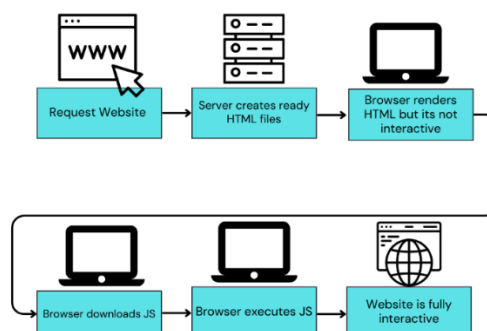 WWW
Request Website
Server creates ready
HTML files
Browser renders
HTML but its not
interactive
Browser downloads JS
Browser executes JS
Website is fully
interactive